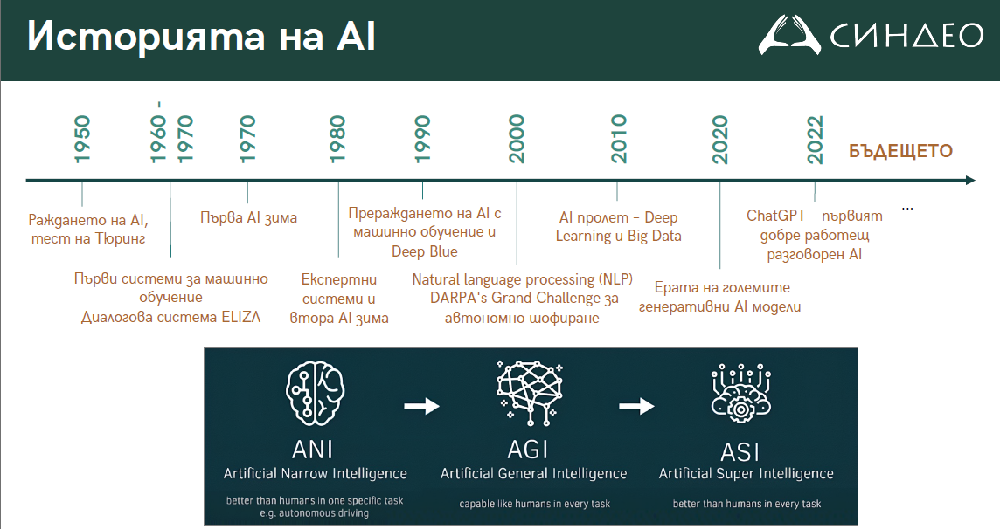 Историята на AI
СИНДЕО
1950
1960 -
1970
1970
1980
1990
2000
2010
2020
2022
БЪДЕЩЕТО
Раждането на AI,
тест на Тюринг
Първи системи за машинно
обучение
Диалогова система ELIZA
Първа AI зима
Експертни
системи и
втора AI зима
Прераждането на AI с
машинно обучение и
Deep Blue
Natural language processing (NLP)
DARPA's Grand Challenge за
автономно шофиране
AI пролет - Deep
Learning и Big Data
Ерата на големите
генеративни AI модели
ChatGPT - първият
добре работещ
разговорен AI
...
ANI
Artificial Narrow Intelligence
better than humans in one specific task
e.g. autonomous driving
AGI
Artificial General Intelligence
capable like humans in every task
ASI
Artificial Super Intelligence
better than humans in every task